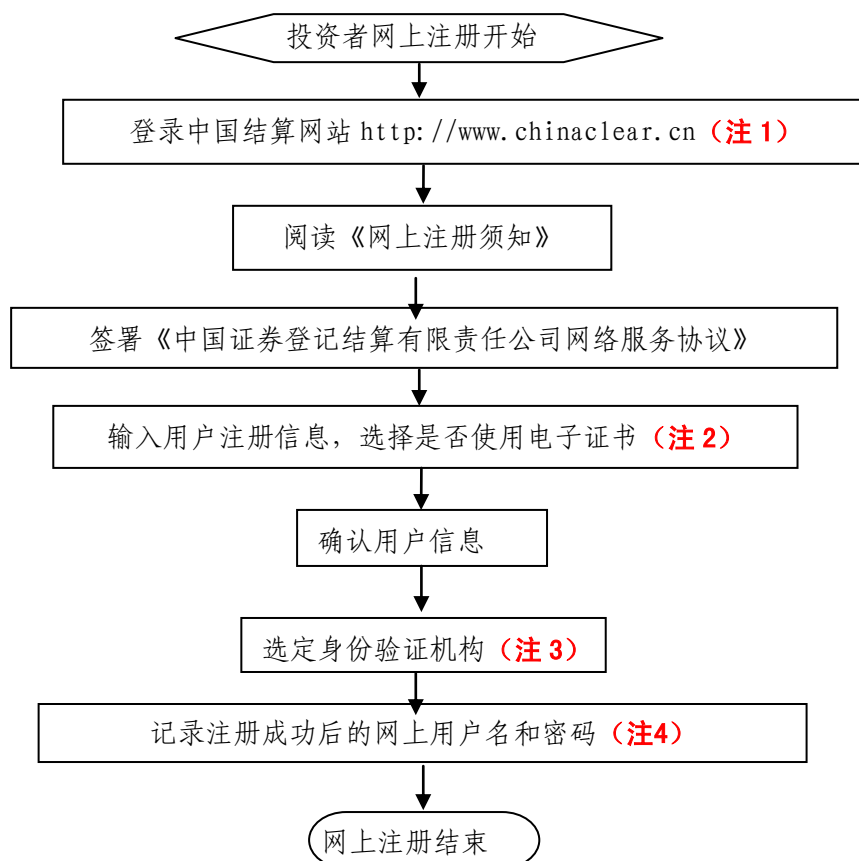 投资者网上注册开始
登录中国结算网站 http://www.chinaclear.cn（注 1）
阅读《网上注册须知》
签署《中国证券登记结算有限责任公司网络服务协议》
输入用户注册信息，选择是否使用电子证书（注 2）
确认用户信息
选定身份验证机构（注 3）
记录注册成功后的网上用户名和密码（注4）
网上注册结束